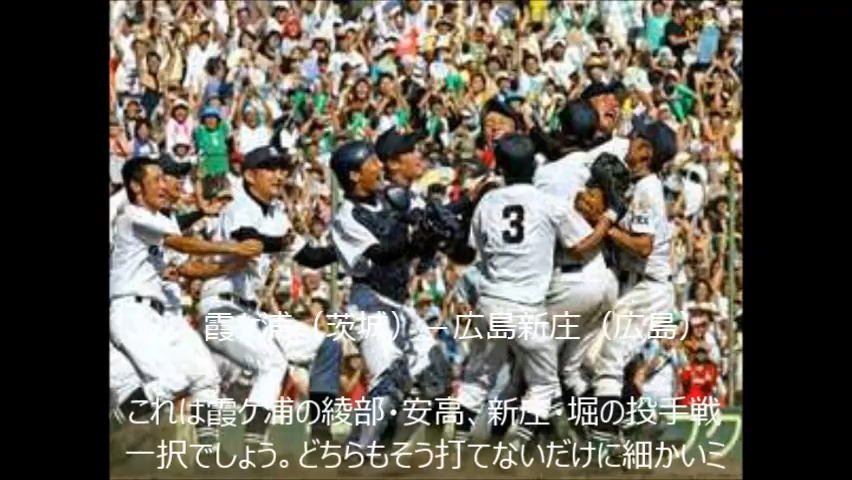 霞ケ浦（茨城）－広島新庄（広島）
これは霞ケ浦の綾部・安高、新庄・堀の投手戦
一択でしょう。どちらもそう打てないだけに細かいミ
3